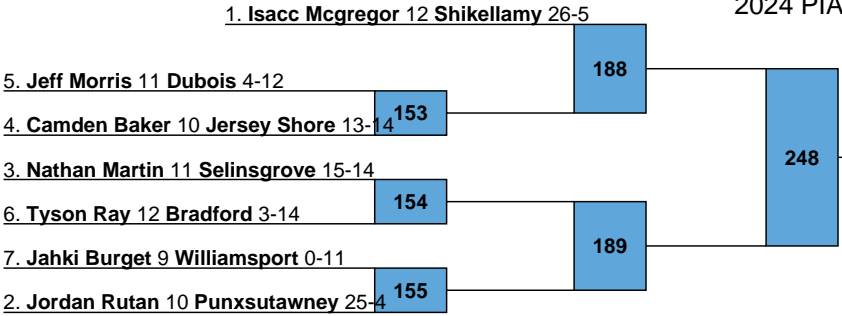 2024 PIA
1. Isacc Mcgregor 12 Shikellamy 26-5
188
5. Jeff Morris 11 Dubois 4-12
153
4. Camden Baker 10 Jersey Shore 13-14
3. Nathan Martin 11 Selinsgrove 15-14
248
154
6. Tyson Ray 12 Bradford 3-14
189
7. Jahki Burget 9 Williamsport 0-11
155
2. Jordan Rutan 10 Punxsutawney 25-4